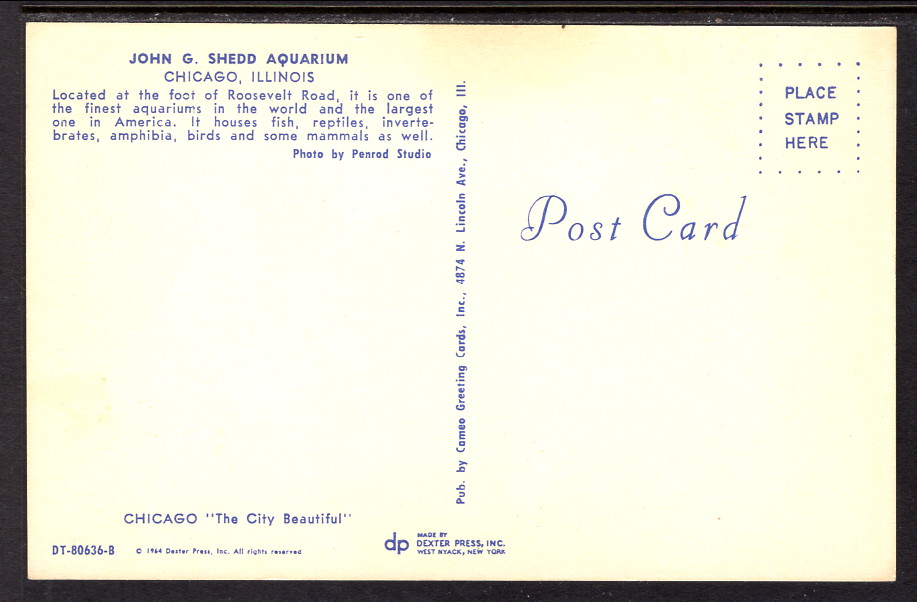 JOHN G. SHEDD AQUARIUM
CHICAGO, ILLINOIS
Located at the foot of Roosevelt Road, it is one of
the finest aquariums in the world and the largest
one in America. It houses fish, reptiles, inverte-
brates, amphibia, birds and some mammals as well.
Photo by Penrod Studio
CHICAGO "The City Beautiful"
DT-80636-B © 1964 Dexter Press, Inc. All rights reserved
Pub. by Cameo Greeting Cards, Inc., 4874 N. Lincoln Ave., Chicago, Ill.
dp
MADE BY
DEXTER PRESS, INC.
WEST NYACK, NEW YORK
PLACE
STAMP
HERE
Post Card